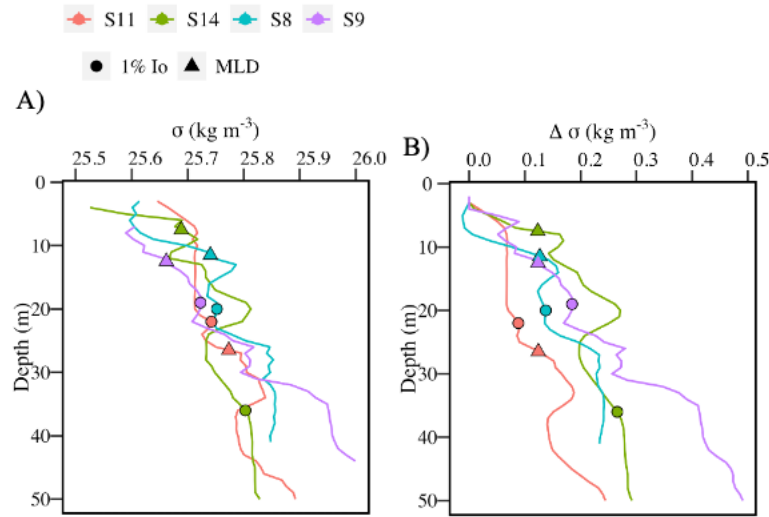 S11 S14 S8 S9
1% Io MLD
A)
σ (kg m-3)
25.5 25.6 25.7 25.8 25.9 26.0
0
10
20
30
40
50
Depth (m)
B)
Δ σ (kg m-3)
0.0 0.1 0.2 0.3 0.4 0.5
0
10
20
30
40
50
Depth (m)